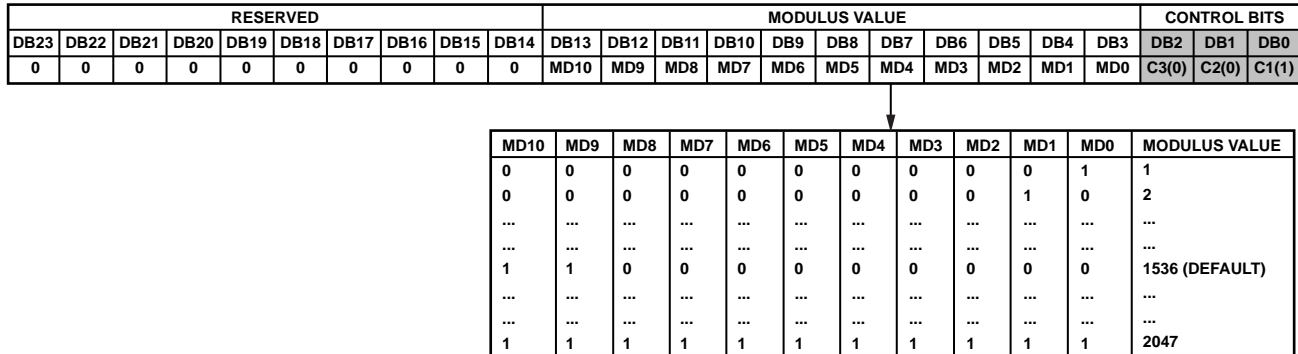 RESERVED MODULUS VALUE CONTROL BITS
DB23 DB22 DB21 DB20 DB19 DB18 DB17 DB16 DB15 DB14 DB13 DB12 DB11 DB10 DB9 DB8 DB7 DB6 DB5 DB4 DB3 DB2 DB1 DB0
0 0 0 0 0 0 0 0 0 0 MD10 MD9 MD8 MD7 MD6 MD5 MD4 MD3 MD2 MD1 MD0 C3(0) C2(0) C1(1)
MD10 MD9 MD8 MD7 MD6 MD5 MD4 MD3 MD2 MD1 MD0 MODULUS VALUE
0 0 0 0 0 0 0 0 0 0 1 1
0 0 0 0 0 0 0 0 0 1 0 2
... ... ... ... ... ... ... ... ... ... ... ...
... ... ... ... ... ... ... ... ... ... ... ...
1 1 0 0 0 0 0 0 0 0 0 1536 (DEFAULT)
... ... ... ... ... ... ... ... ... ... ... ...
... ... ... ... ... ... ... ... ... ... ... ...
1 1 1 1 1 1 1 1 1 1 1 2047